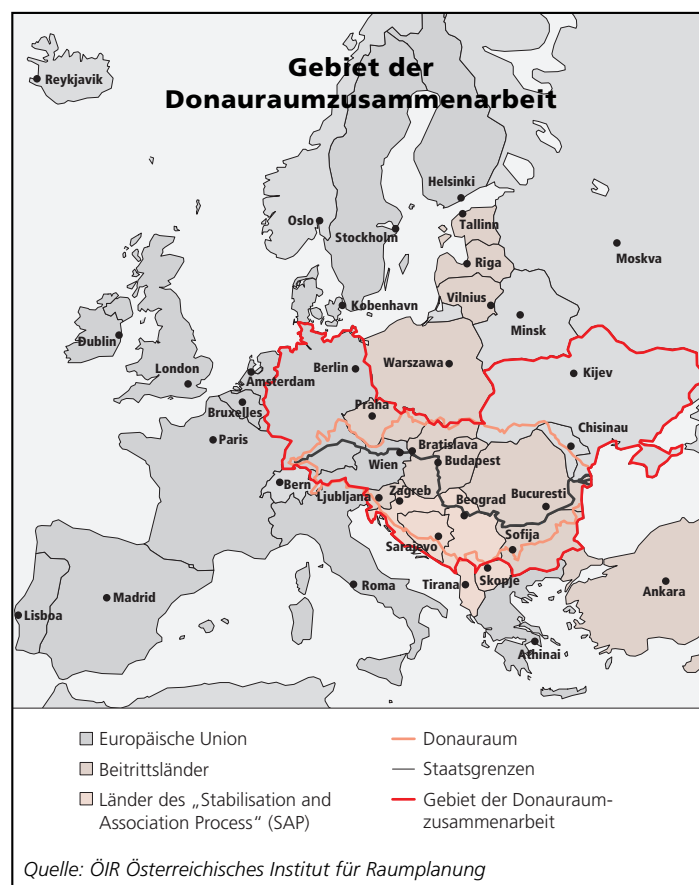 Gebiet der
Donauraumzusammenarbeit
Reykjavik
Helsinki
Oslo
Tallinn
Stockholm
Moskva
Riga
Vilnius
Kobenhavn
Minsk
Dublin
Berlin
Warszawa
London
Kijev
Amsterdam
Praha
Bruxelles
Chisinau
Paris
Bratislava
Wien
Budapest
Bern
Ljubljana
Zagreb
Beograd
Bucuresti
Sarajevo
Sofija
Tirana
Skopje
Roma
Ankara
Madrid
Lisboa
Athinai
Europäische Union
Beitrittsländer
Länder des „Stabilisation and
Association Process“ (SAP)
Donauraum
Staatsgrenzen
Gebiet der Donauraum-
zusammenarbeit
Quelle: ÖIR Österreichisches Institut für Raumplanung